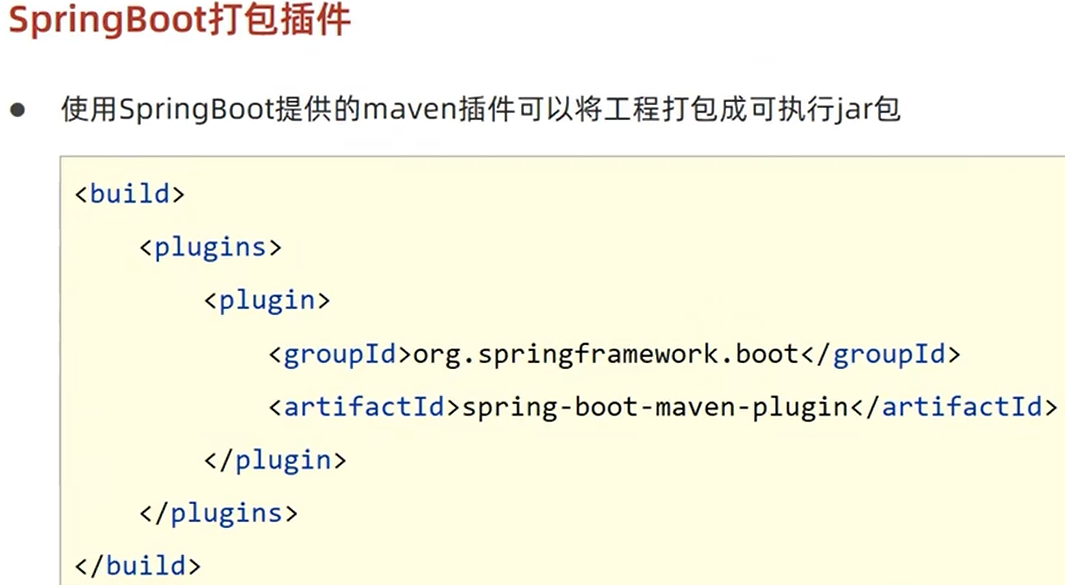 SpringBoot打包插件
● 使用SpringBoot提供的maven插件可以将工程打包成可执行jar包
<build>
    <plugins>
        <plugin>
            <groupId>org.springframework.boot</groupId>
            <artifactId>spring-boot-maven-plugin</artifactId>
        </plugin>
    </plugins>
</build>